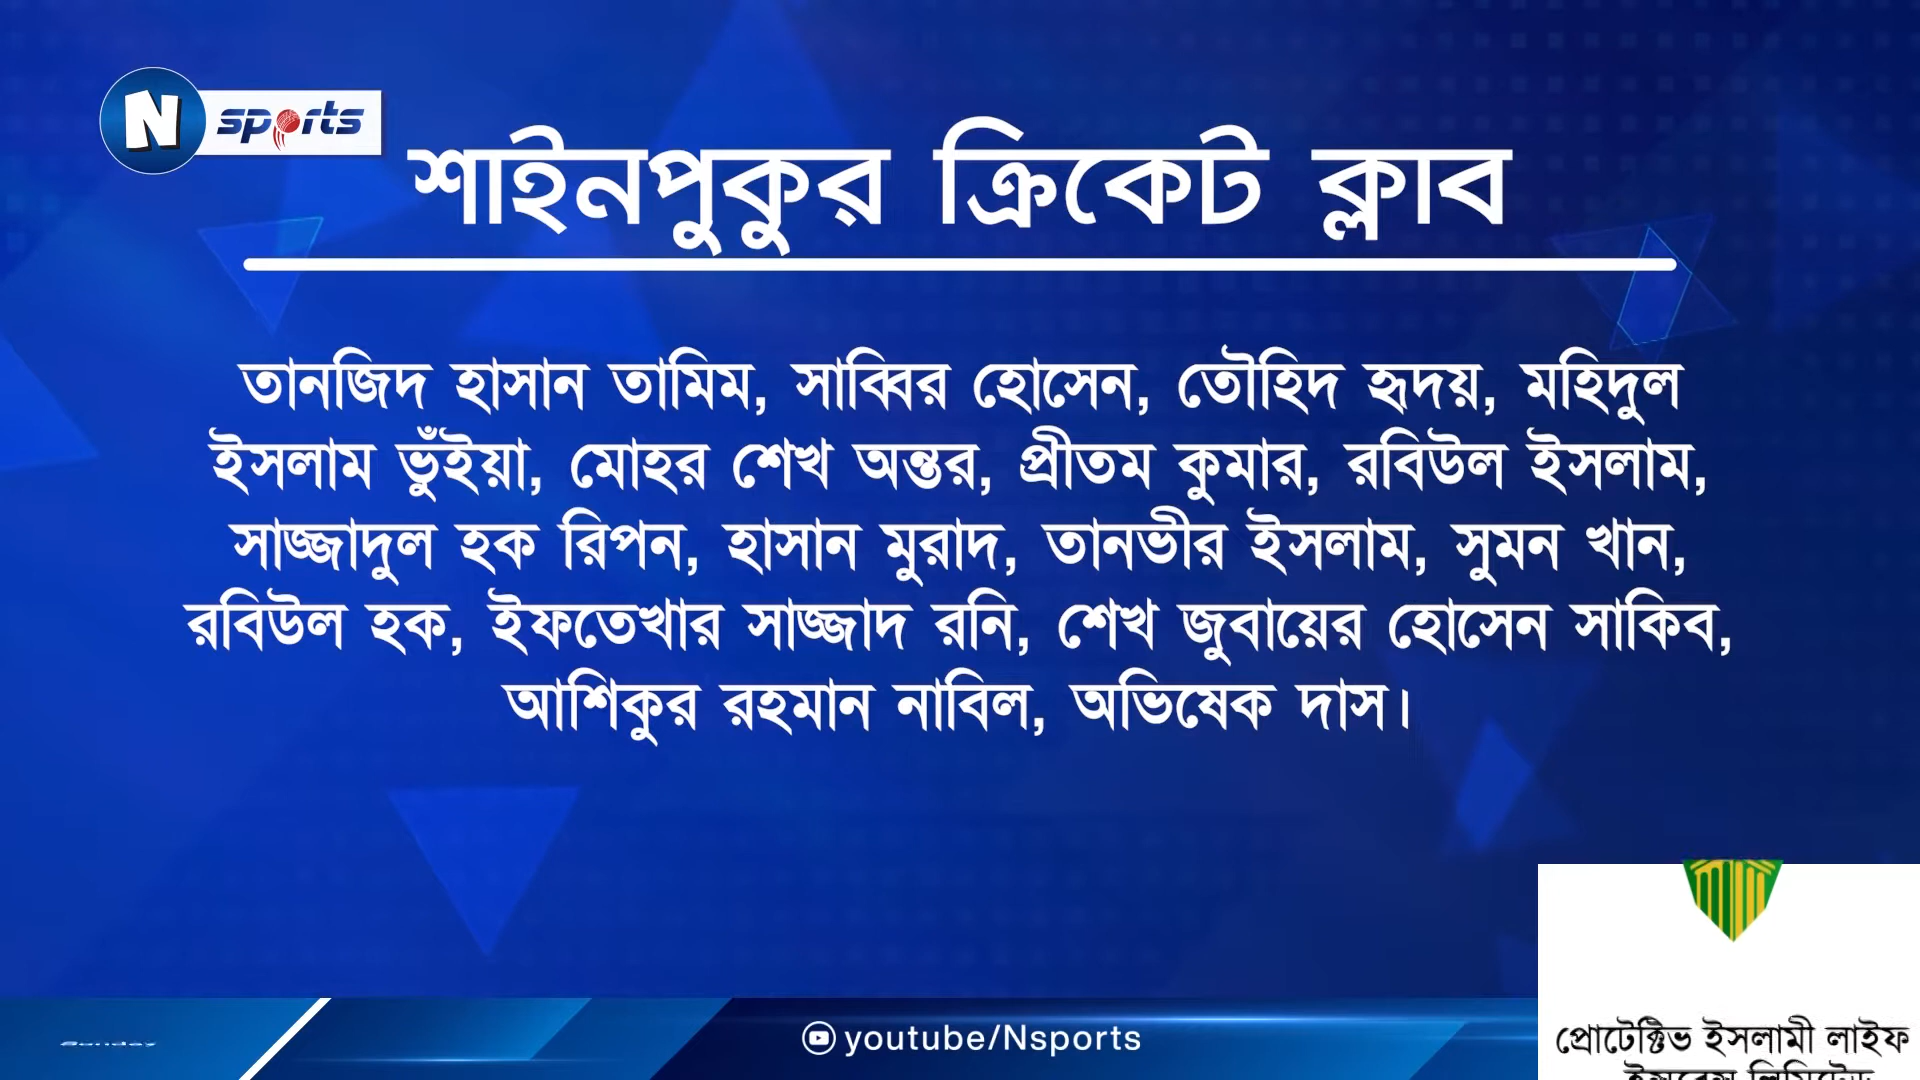 N sports
শাইনপুকুর ক্রিকেট ক্লাব
তানজিদ হাসান তামিম, সাব্বির হোসেন, তৌহিদ হৃদয়, মহিদুল
ইসলাম ভুঁইয়া, মোহর শেখ অন্তর, প্রীতম কুমার, রবিউল ইসলাম,
সাজ্জাদুল হক রিপন, হাসান মুরাদ, তানভীর ইসলাম, সুমন খান,
রবিউল হক, ইফতেখার সাজ্জাদ রনি, শেখ জুবায়ের হোসেন সাকিব,
আশিকুর রহমান নাবিল, অভিষেক দাস।
Sunday
youtube/Nsports
প্রোটেক্টিভ ইসলামী লাইফ